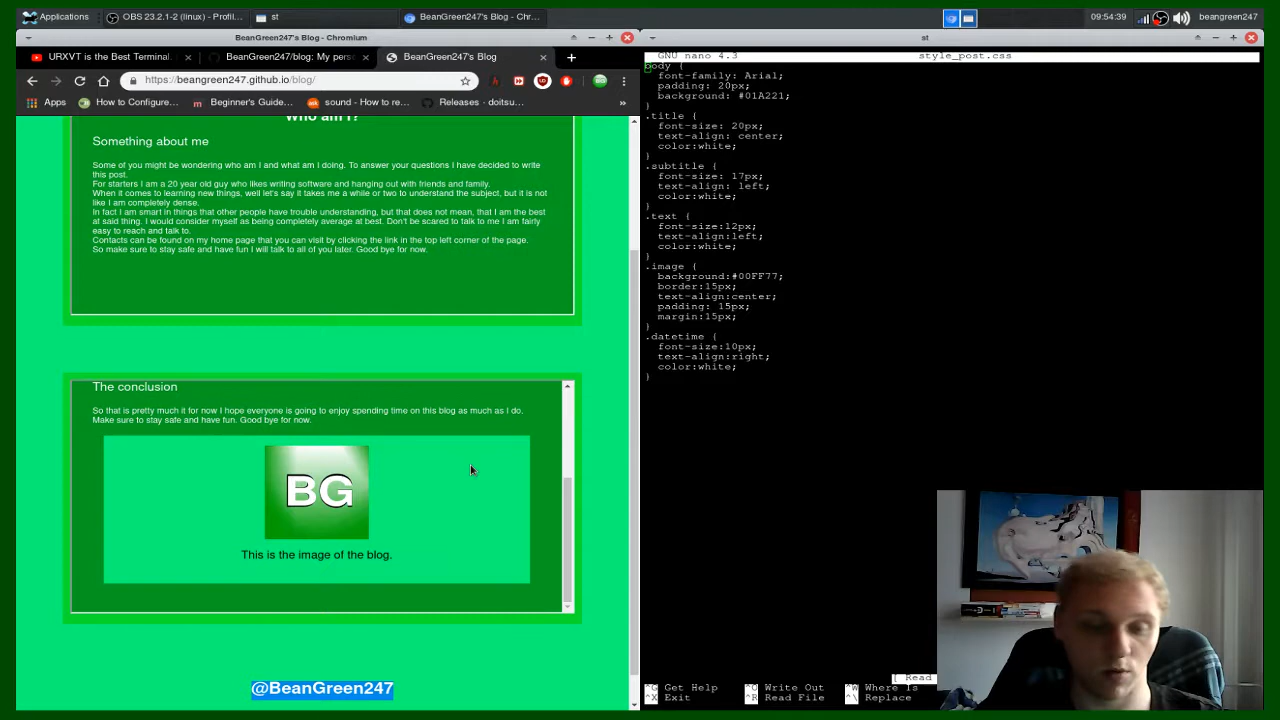 Applications
OBS 23.2.1-2 (linux) - Profil...
st
BeanGreen247's Blog - Chro...
09:54:39
beangreen247
BeanGreen247's Blog - Chromium
URXVT is the Best Terminal
BeanGreen247/blog: My perso
BeanGreen247's Blog
https://beangreen247.github.io/blog/
Apps
How to Configure...
Beginner's Guide...
sound - How to re...
Releases · doitsu...
»
Who am I?
Something about me
Some of you might be wondering who am I and what am I doing. To answer your questions I have decided to write
this post.
For starters I am a 20 year old guy who likes writing software and hanging out with friends and family.
When it comes to learning new things, well let's say it takes me a while or two to understand the subject, but it is not
like I am completely dense.
In fact I am smart in things that other people have trouble understanding, but that does not mean, that I am the best
at said thing. I would consider myself as being completely average at best. Don't be scared to talk to me I am fairly
easy to reach and talk to.
Contacts can be found on my home page that you can visit by clicking the link in the top left corner of the page.
So make sure to stay safe and have fun I will talk to all of you later. Good bye for now.
The conclusion
So that is pretty much it for now I hope everyone is going to enjoy spending time on this blog as much as I do.
Make sure to stay safe and have fun. Good bye for now.
BG
This is the image of the blog.
@BeanGreen247
st
GNU nano 4.3 style_post.css
body {
font-family: Arial;
padding: 20px;
background: #01A221;
}
.title {
font-size: 20px;
text-align: center;
color:white;
}
.subtitle {
font-size: 17px;
text-align: left;
color:white;
}
.text {
font-size:12px;
text-align:left;
color:white;
}
.image {
background:#00FF77;
border:15px;
text-align:center;
padding: 15px;
margin:15px;
}
.datetime {
font-size:10px;
text-align:right;
color:white;
}
[ Read
^G Get Help ^O Write Out ^W Where Is
^X Exit ^R Read File ^\ Replace